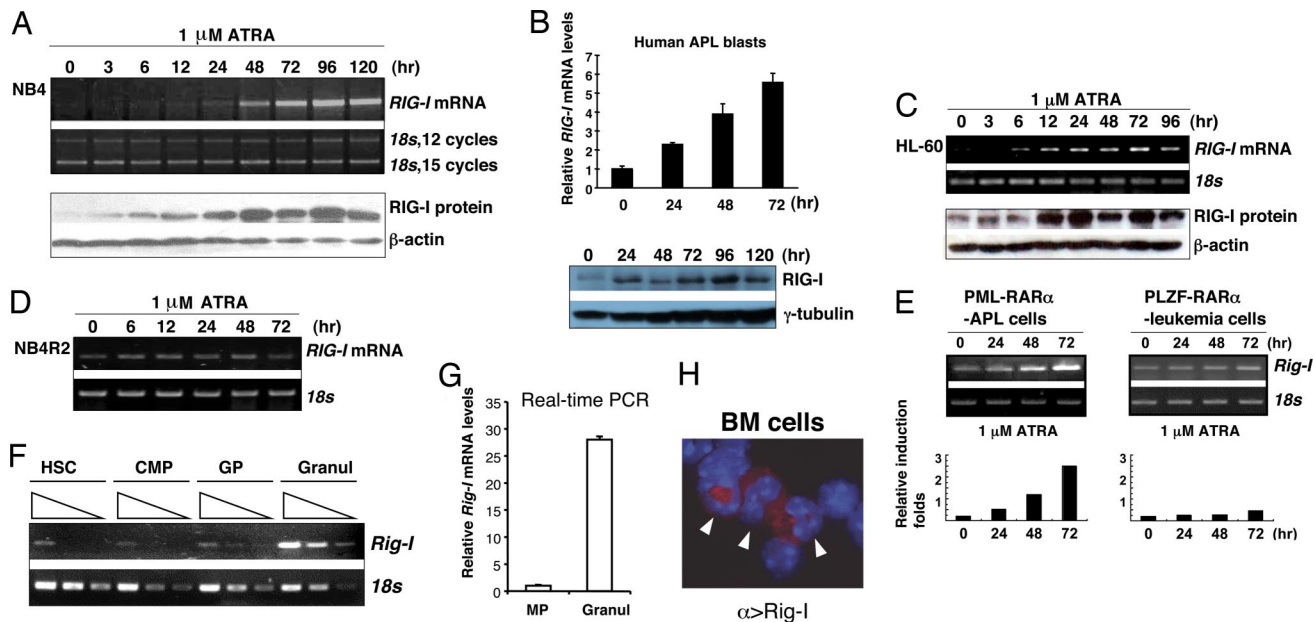 A
1 μM ATRA
0 3 6 12 24 48 72 96 120 (hr)
NB4
RIG-I mRNA
18s,12 cycles
18s,15 cycles
RIG-I protein
β-actin
B
Human APL blasts
Relative RIG-I mRNA levels
7
6
5
4
3
2
1
0
0 24 48 72 (hr)
0 24 48 72 96 120 (hr)
RIG-I
γ-tubulin
C
1 μM ATRA
0 3 6 12 24 48 72 96 (hr)
HL-60
RIG-I mRNA
18s
RIG-I protein
β-actin
D
1 μM ATRA
0 6 12 24 48 72 (hr)
NB4R2
RIG-I mRNA
18s
E
PML-RARα
-APL cells
0 24 48 72
PLZF-RARα
-leukemia cells
0 24 48 72 (hr)
Rig-I
18s
1 μM ATRA
1 μM ATRA
Relative induction
folds
3
2
1
0 24 48 72
3
2
1
0 24 48 72 (hr)
F
HSC CMP GP Granul
Rig-I
18s
G
Real-time PCR
Relative Rig-I mRNA levels
35
30
25
20
15
10
5
0
MP Granul
H
BM cells
α>Rig-I